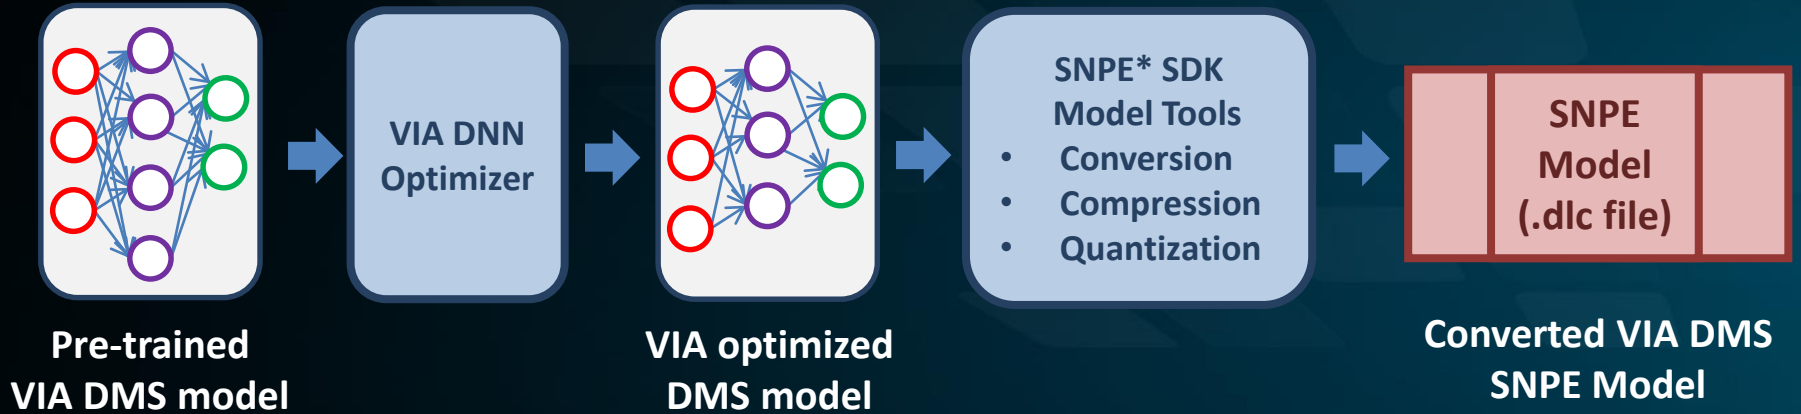 VIA DNN
Optimizer
SNPE* SDK
Model Tools
• Conversion
• Compression
• Quantization
SNPE
Model
(.dlc file)
Pre-trained
VIA DMS model
VIA optimized
DMS model
Converted VIA DMS
SNPE Model